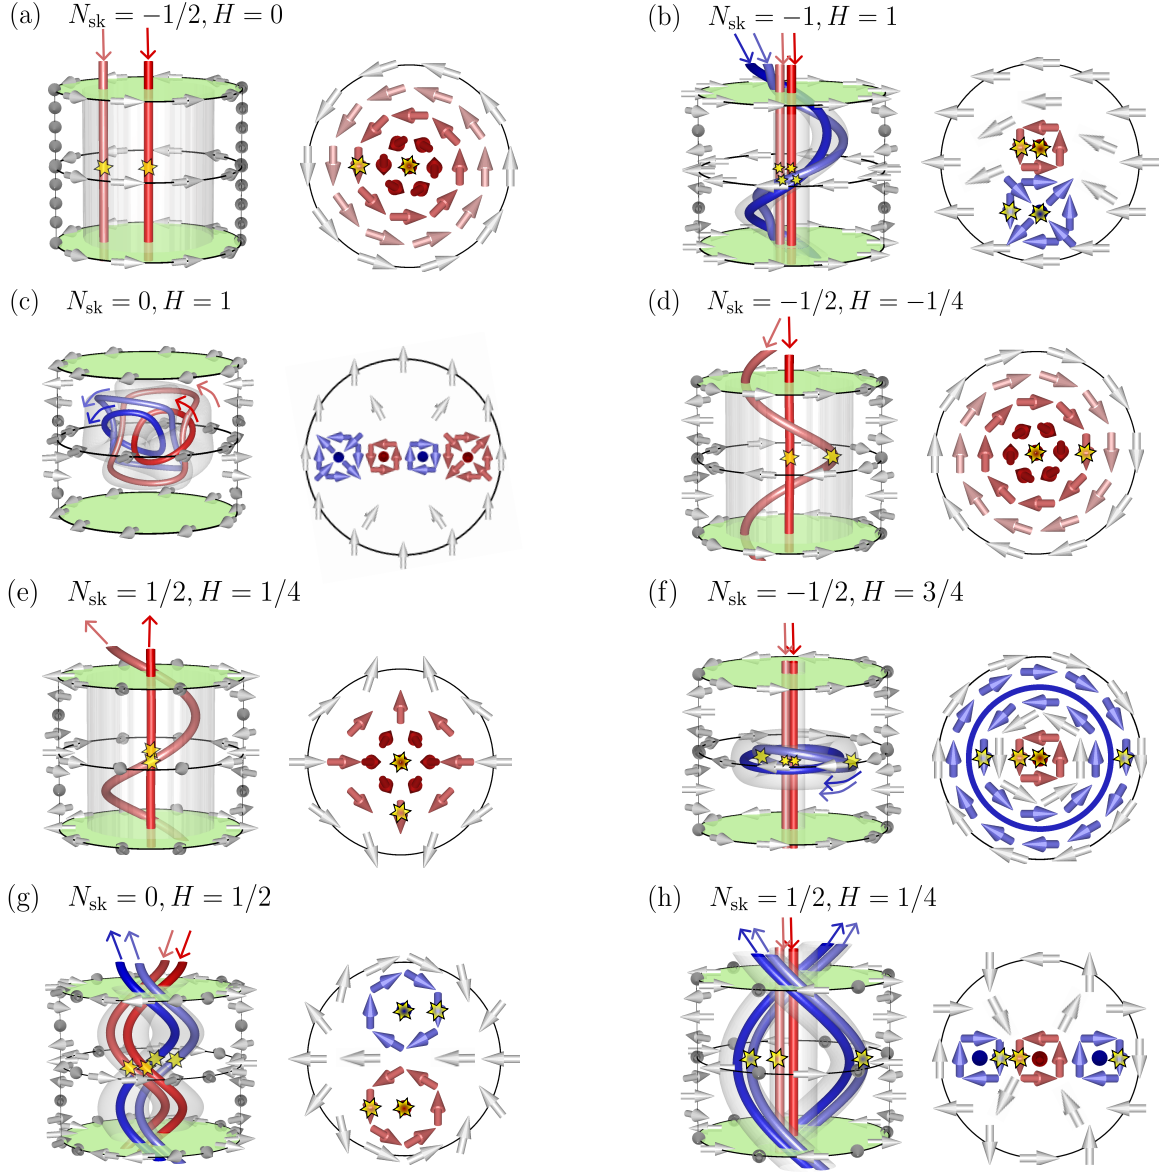 (a) N_sk = −1/2, H = 0
(b) N_sk = −1, H = 1
(c) N_sk = 0, H = 1
(d) N_sk = −1/2, H = −1/4
(e) N_sk = 1/2, H = 1/4
(f) N_sk = −1/2, H = 3/4
(g) N_sk = 0, H = 1/2
(h) N_sk = 1/2, H = 1/4